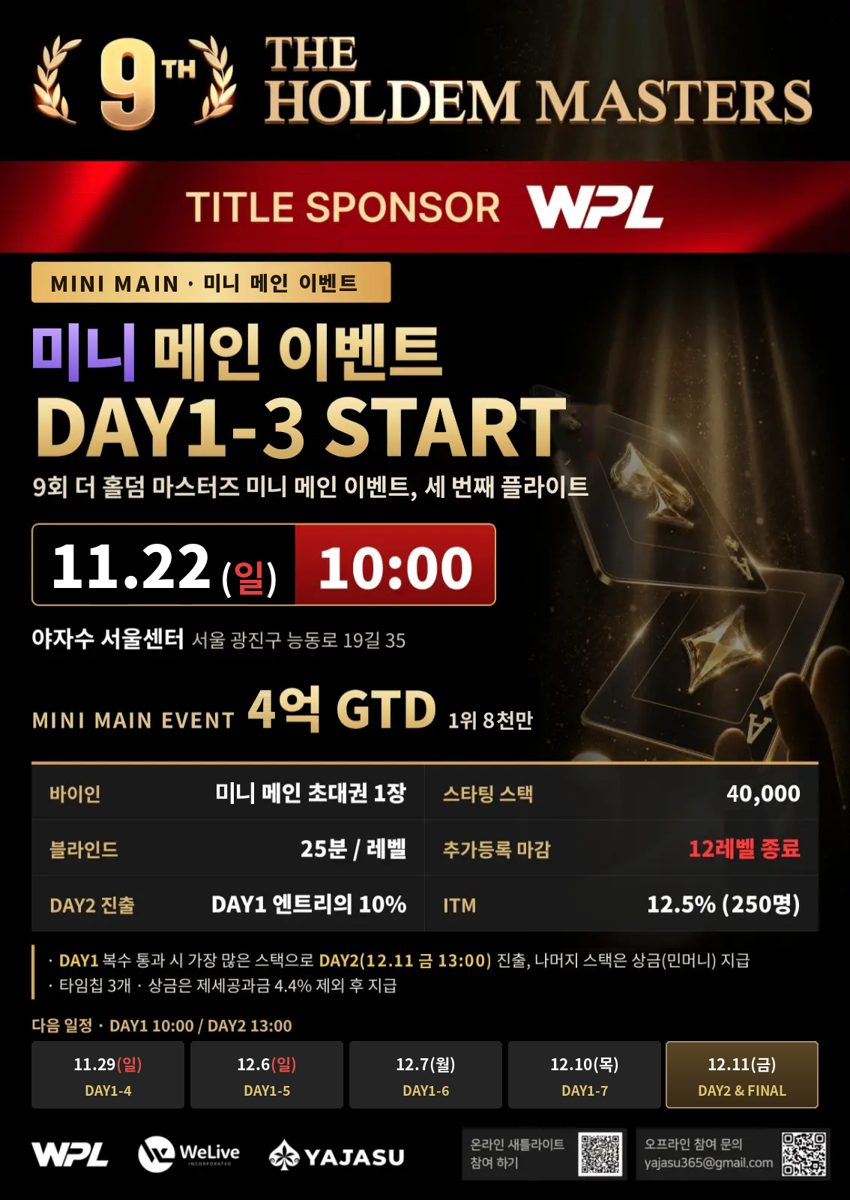 9TH
THE
HOLDEM MASTERS
TITLE SPONSOR WPL
MINI MAIN · 미니 메인 이벤트
미니 메인 이벤트
DAY1-3 START
9회 더 홀덤 마스터즈 미니 메인 이벤트, 세 번째 플라이트
11.22 (일) 10:00
야자수 서울센터 서울 광진구 능동로 19길 35
MINI MAIN EVENT 4억 GTD 1위 8천만
바이인 미니 메인 초대권 1장 스타팅 스택 40,000
블라인드 25분 / 레벨 추가등록 마감 12레벨 종료
DAY2 진출 DAY1 엔트리의 10% ITM 12.5% (250명)
· DAY1 복수 통과 시 가장 많은 스택으로 DAY2(12.11 금 13:00) 진출, 나머지 스택은 상금(민머니) 지급
· 타임칩 3개 · 상금은 제세공과금 4.4% 제외 후 지급
다음 일정 · DAY1 10:00 / DAY2 13:00
11.29(일) 12.6(일) 12.7(월) 12.10(목) 12.11(금)
DAY1-4 DAY1-5 DAY1-6 DAY1-7 DAY2 & FINAL
WPL WeLive INCORPORATED YAJASU
온라인 새틀라이트
참여 하기
오프라인 참여 문의
yajasu365@gmail.com